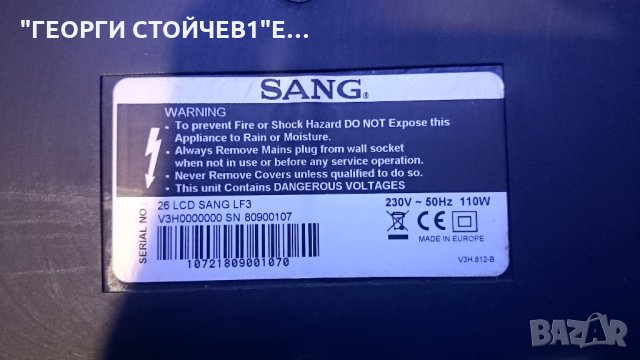 "ГЕОРГИ СТОЙЧЕВ1"Е...
SANG®
WARNING
- To prevent Fire or Shock Hazard DO NOT Expose this
Appliance to Rain or Moisture.
- Always Remove Mains plug from wall socket
when not in use or before any service operation.
- Never Remove Covers unless qualified to do so.
- This unit Contains DANGEROUS VOLTAGES
SERIAL NO:
26 LCD SANG LF3
V3H0000000 SN 80900107
10721809001070
230V ~ 50Hz 110W
CE
MADE IN EUROPE
V3H.812-B
BAZAR